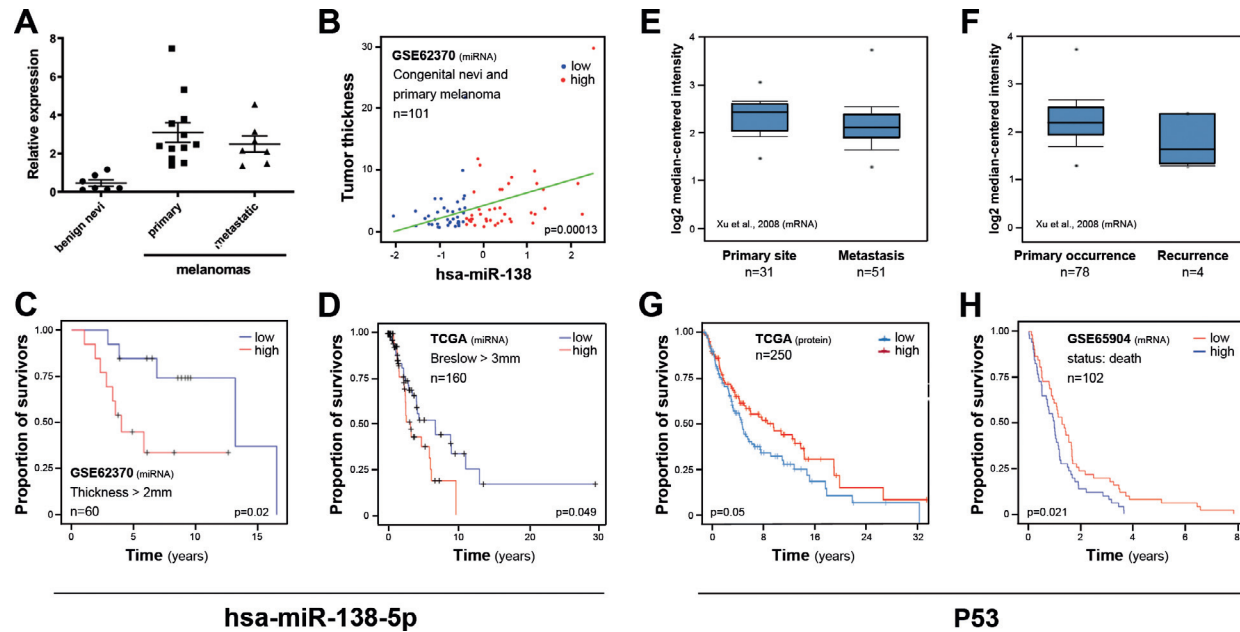 A
Relative expression
8
6
4
2
0
benign nevi
primary
metastatic
melanomas
B
Tumor thickness
30
20
10
0
GSE62370 (miRNA)
Congenital nevi and
primary melanoma
n=101
low
high
p=0.00013
-2
-1
0
1
2
hsa-miR-138
E
log2 median-centered intensity
4
3
2
1
0
Xu et al., 2008 (mRNA)
Primary site
n=31
Metastasis
n=51
F
log2 median-centered intensity
4
3
2
1
0
Xu et al., 2008 (mRNA)
Primary occurrence
n=78
Recurrence
n=4
C
Proportion of survivors
1.00
0.75
0.50
0.25
0
low
high
GSE62370 (miRNA)
Thickness > 2mm
n=60
p=0.02
0
5
10
15
Time (years)
D
Proportion of survivors
1.00
0.75
0.50
0.25
0
TCGA (miRNA)
Breslow > 3mm
n=160
low
high
p=0.049
0
10
20
30
Time (years)
G
Proportion of survivors
1.00
0.75
0.50
0.25
0
TCGA (protein)
n=250
low
high
p=0.05
0
4
8
12
16
20
24
28
32
Time (years)
H
Proportion of survivors
1.00
0.75
0.50
0.25
0
GSE65904 (mRNA)
status: death
n=102
low
high
p=0.021
0
2
4
6
8
Time (years)
hsa-miR-138-5p
P53